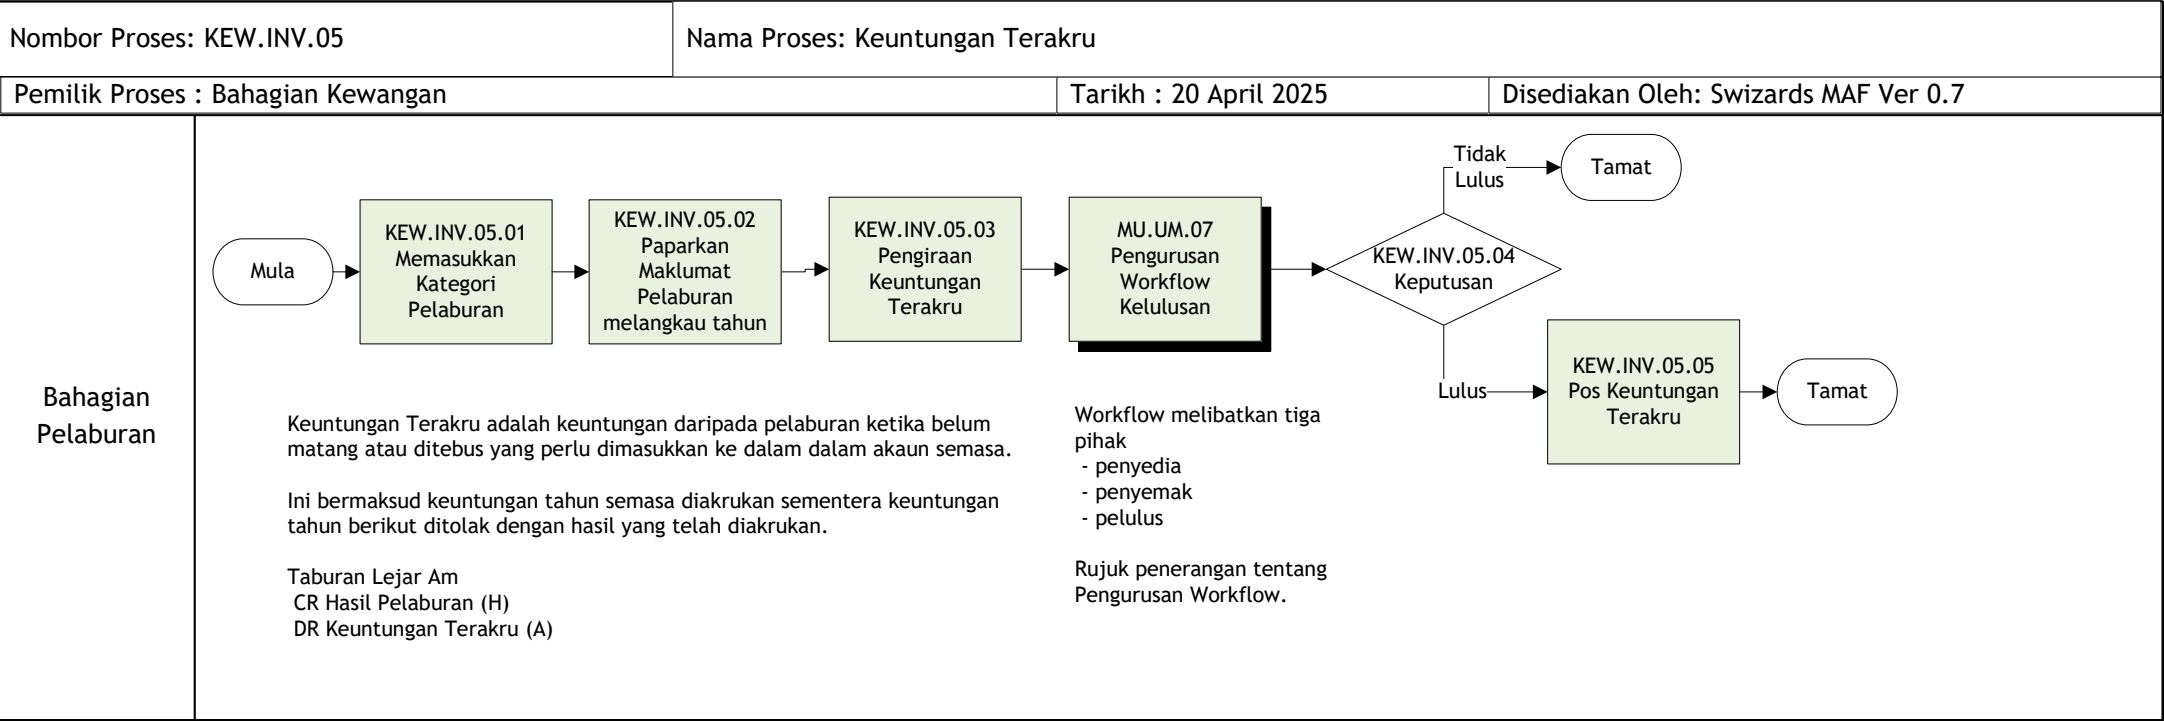 Nombor Proses: KEW.INV.05
Nama Proses: Keuntungan Terakru
Pemilik Proses : Bahagian Kewangan
Tarikh : 20 April 2025
Disediakan Oleh: Swizards MAF Ver 0.7
Bahagian
Pelaburan
Mula
KEW.INV.05.01
Memasukkan
Kategori
Pelaburan
KEW.INV.05.02
Paparkan
Maklumat
Pelaburan
melangkau tahun
KEW.INV.05.03
Pengiraan
Keuntungan
Terakru
MU.UM.07
Pengurusan
Workflow
Kelulusan
KEW.INV.05.04
Keputusan
Tidak
Lulus
Tamat
Lulus
KEW.INV.05.05
Pos Keuntungan
Terakru
Tamat
Keuntungan Terakru adalah keuntungan daripada pelaburan ketika belum
matang atau ditebus yang perlu dimasukkan ke dalam dalam akaun semasa.
Ini bermaksud keuntungan tahun semasa diakrukan sementera keuntungan
tahun berikut ditolak dengan hasil yang telah diakrukan.
Taburan Lejar Am
CR Hasil Pelaburan (H)
DR Keuntungan Terakru (A)
Workflow melibatkan tiga
pihak
- penyedia
- penyemak
- pelulus
Rujuk penerangan tentang
Pengurusan Workflow.